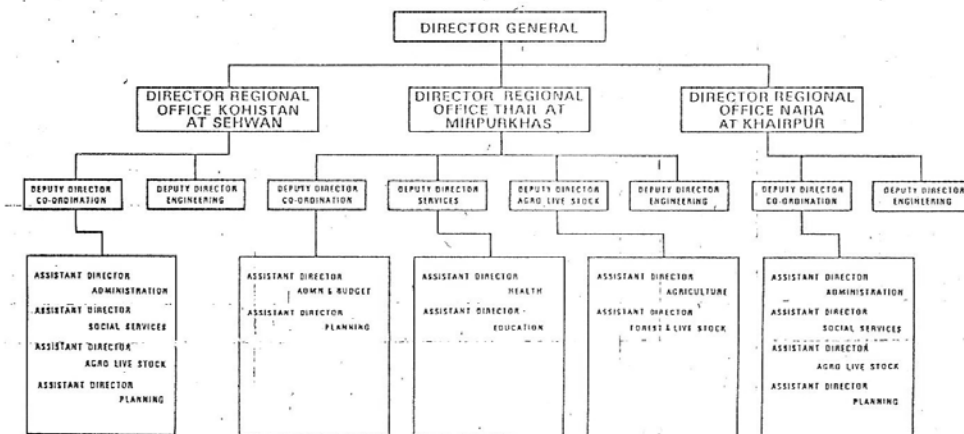 DIRECTOR GENERAL
DIRECTOR REGIONAL
OFFICE KOHISTAN
AT SEHWAN
DIRECTOR REGIONAL
OFFICE THAR AT
MIRPURKHAS
DIRECTOR REGIONAL
OFFICE NARA
AT KHAIRPUR
DEPUTY DIRECTOR
CO-ORDINATION
DEPUTY DIRECTOR
ENGINEERING
DEPUTY DIRECTOR
CO-ORDINATION
DEPUTY DIRECTOR
SERVICES
DEPUTY DIRECTOR
AGRO LIVE STOCK
DEPUTY DIRECTOR
ENGINEERING
DEPUTY DIRECTOR
CO-ORDINATION
DEPUTY DIRECTOR
ENGINEERING
ASSISTANT DIRECTOR
ADMINISTRATION
ASSISTANT DIRECTOR
SOCIAL SERVICES
ASSISTANT DIRECTOR
AGRO LIVE STOCK
ASSISTANT DIRECTOR
PLANNING
ASSISTANT DIRECTOR
ADMN & BUDGET
ASSISTANT DIRECTOR
PLANNING
ASSISTANT DIRECTOR
HEALTH
ASSISTANT DIRECTOR
EDUCATION
ASSISTANT DIRECTOR
AGRICULTURE
ASSISTANT DIRECTOR
FOREST & LIVE STOCK
ASSISTANT DIRECTOR
ADMINISTRATION
ASSISTANT DIRECTOR
SOCIAL SERVICES
ASSISTANT DIRECTOR
AGRO LIVE STOCK
ASSISTANT DIRECTOR
PLANNING